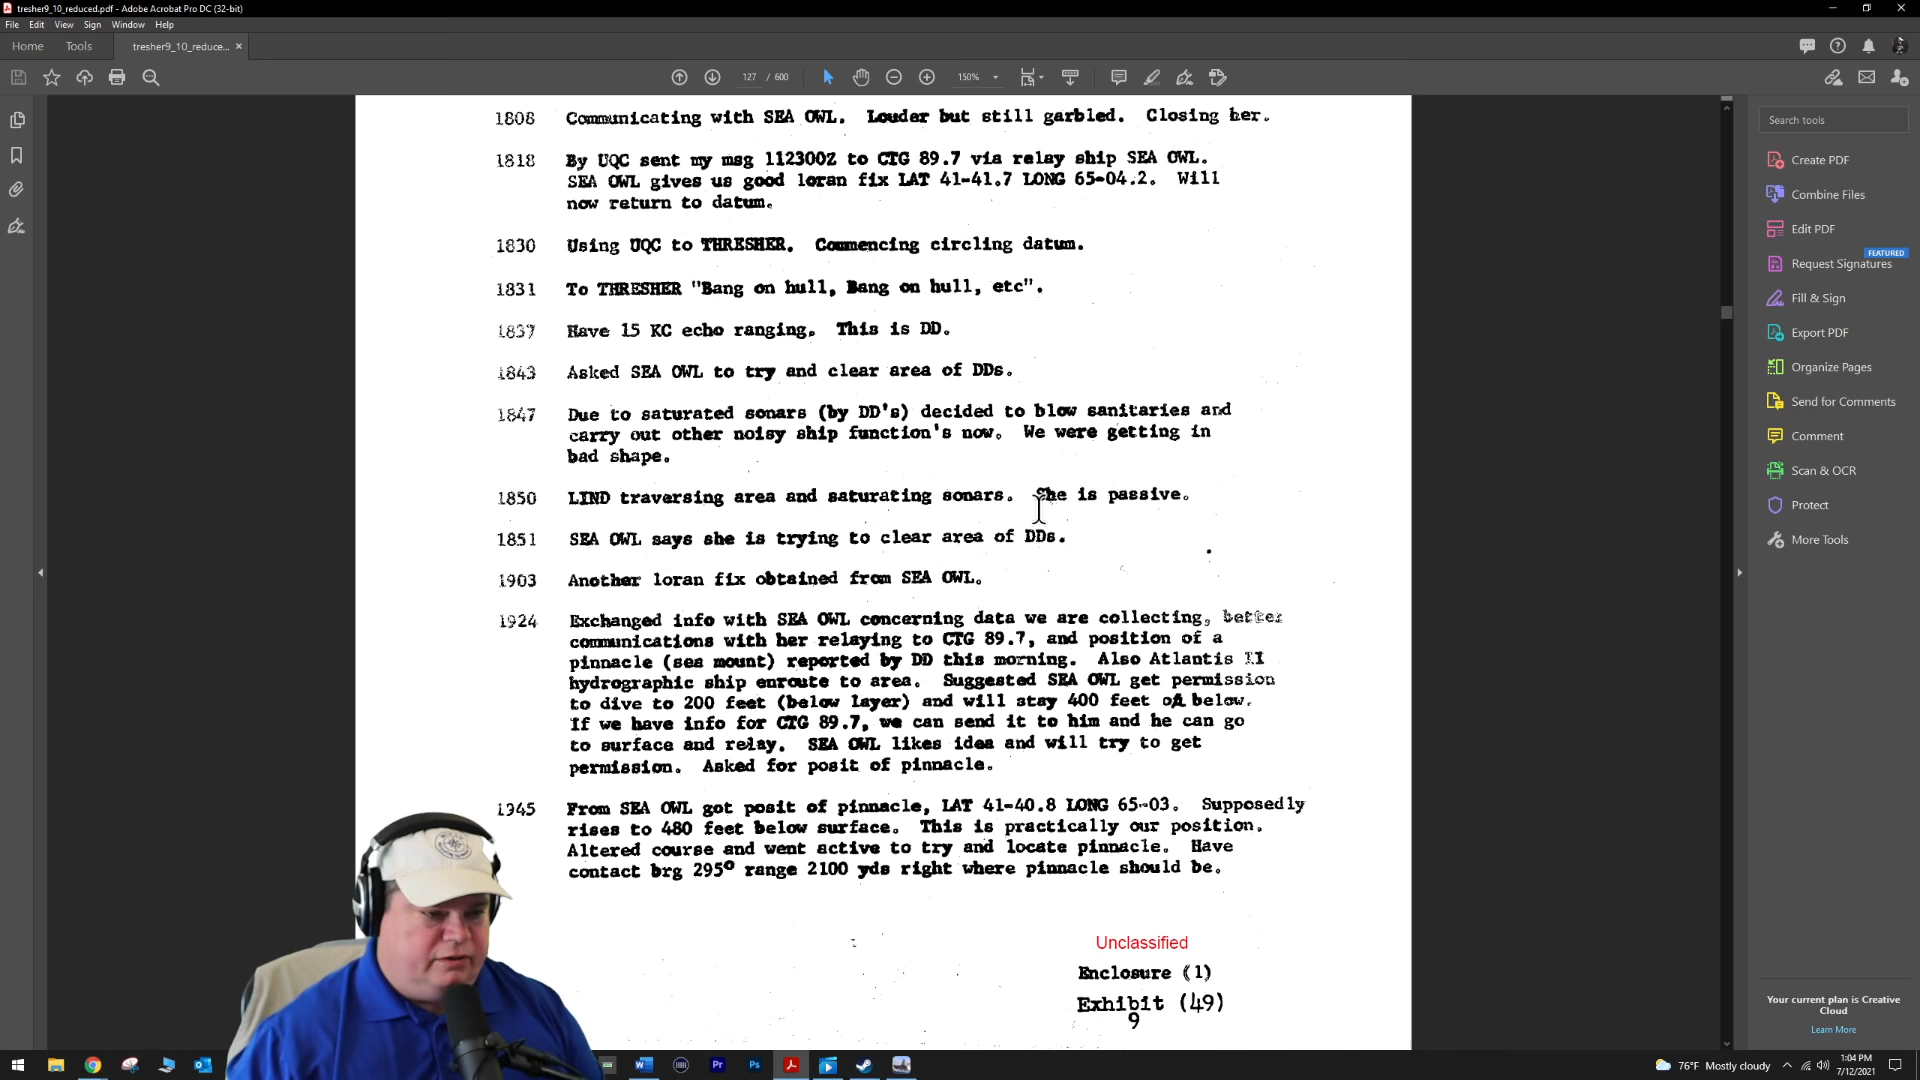 tresher9_10_reduced.pdf - Adobe Acrobat Pro DC (32-bit)
File Edit View Sign Window Help
Home Tools tresher9_10_reduce... ×
127 / 600 150%
1808 Communicating with SEA OWL. Louder but still garbled. Closing her.
1818 By UQC sent my msg 112300Z to CTG 89.7 via relay ship SEA OWL.
SEA OWL gives us good loran fix LAT 41-41.7 LONG 65-04.2. Will
now return to datum.
1830 Using UQC to THRESHER. Commencing circling datum.
1831 To THRESHER "Bang on hull, Bang on hull, etc".
1837 Have 15 KC echo ranging. This is DD.
1843 Asked SEA OWL to try and clear area of DDs.
1847 Due to saturated sonars (by DD's) decided to blow sanitaries and
carry out other noisy ship function's now. We were getting in
bad shape.
1850 LIND traversing area and saturating sonars. She is passive.
1851 SEA OWL says she is trying to clear area of DDs.
1903 Another loran fix obtained from SEA OWL.
1924 Exchanged info with SEA OWL concerning data we are collecting, better
communications with her relaying to CTG 89.7, and position of a
pinnacle (sea mount) reported by DD this morning. Also Atlantis II
hydrographic ship enroute to area. Suggested SEA OWL get permission
to dive to 200 feet (below layer) and will stay 400 feet or below.
If we have info for CTG 89.7, we can send it to him and he can go
to surface and relay. SEA OWL likes idea and will try to get
permission. Asked for posit of pinnacle.
1945 From SEA OWL got posit of pinnacle, LAT 41-40.8 LONG 65-03. Supposedly
rises to 480 feet below surface. This is practically our position.
Altered course and went active to try and locate pinnacle. Have
contact brg 295° range 2100 yds right where pinnacle should be.
Unclassified
Enclosure (1)
Exhibit (49)
9
Search tools
Create PDF
Combine Files
Edit PDF
FEATURED
Request Signatures
Fill & Sign
Export PDF
Organize Pages
Send for Comments
Comment
Scan & OCR
Protect
More Tools
Your current plan is Creative
Cloud
Learn More
76°F Mostly cloudy
1:04 PM
7/12/2021